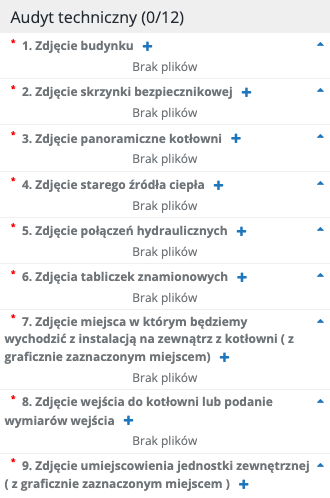 Audyt techniczny (0/12)
* 1. Zdjęcie budynku +
Brak plików
* 2. Zdjęcie skrzynki bezpiecznikowej +
Brak plików
* 3. Zdjęcie panoramiczne kotłowni +
Brak plików
* 4. Zdjęcie starego źródła ciepła +
Brak plików
* 5. Zdjęcie połączeń hydraulicznych +
Brak plików
* 6. Zdjęcia tabliczek znamionowych +
Brak plików
* 7. Zdjęcie miejsca w którym będziemy
wychodzić z instalacją na zewnątrz z kotłowni ( z
graficznie zaznaczonym miejscem) +
Brak plików
* 8. Zdjęcie wejścia do kotłowni lub podanie
wymiarów wejścia +
Brak plików
* 9. Zdjęcie umiejscowienia jednostki zewnętrznej
( z graficznie zaznaczonym miejscem ) +